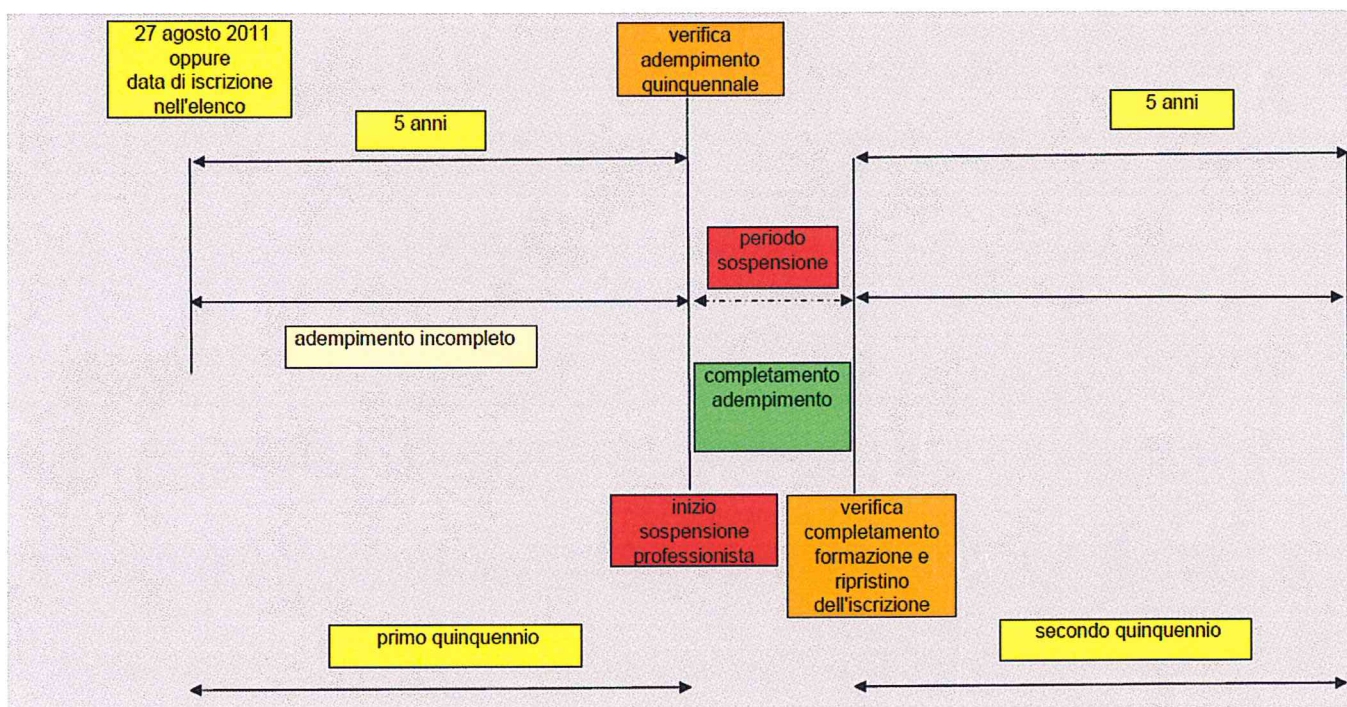 27 agosto 2011
oppure
data di iscrizione
nell'elenco
verifica
adempimento
quinquennale
5 anni
5 anni
periodo
sospensione
adempimento incompleto
completamento
adempimento
inizio
sospensione
professionista
verifica
completamento
formazione e
ripristino
dell'iscrizione
primo quinquennio
secondo quinquennio